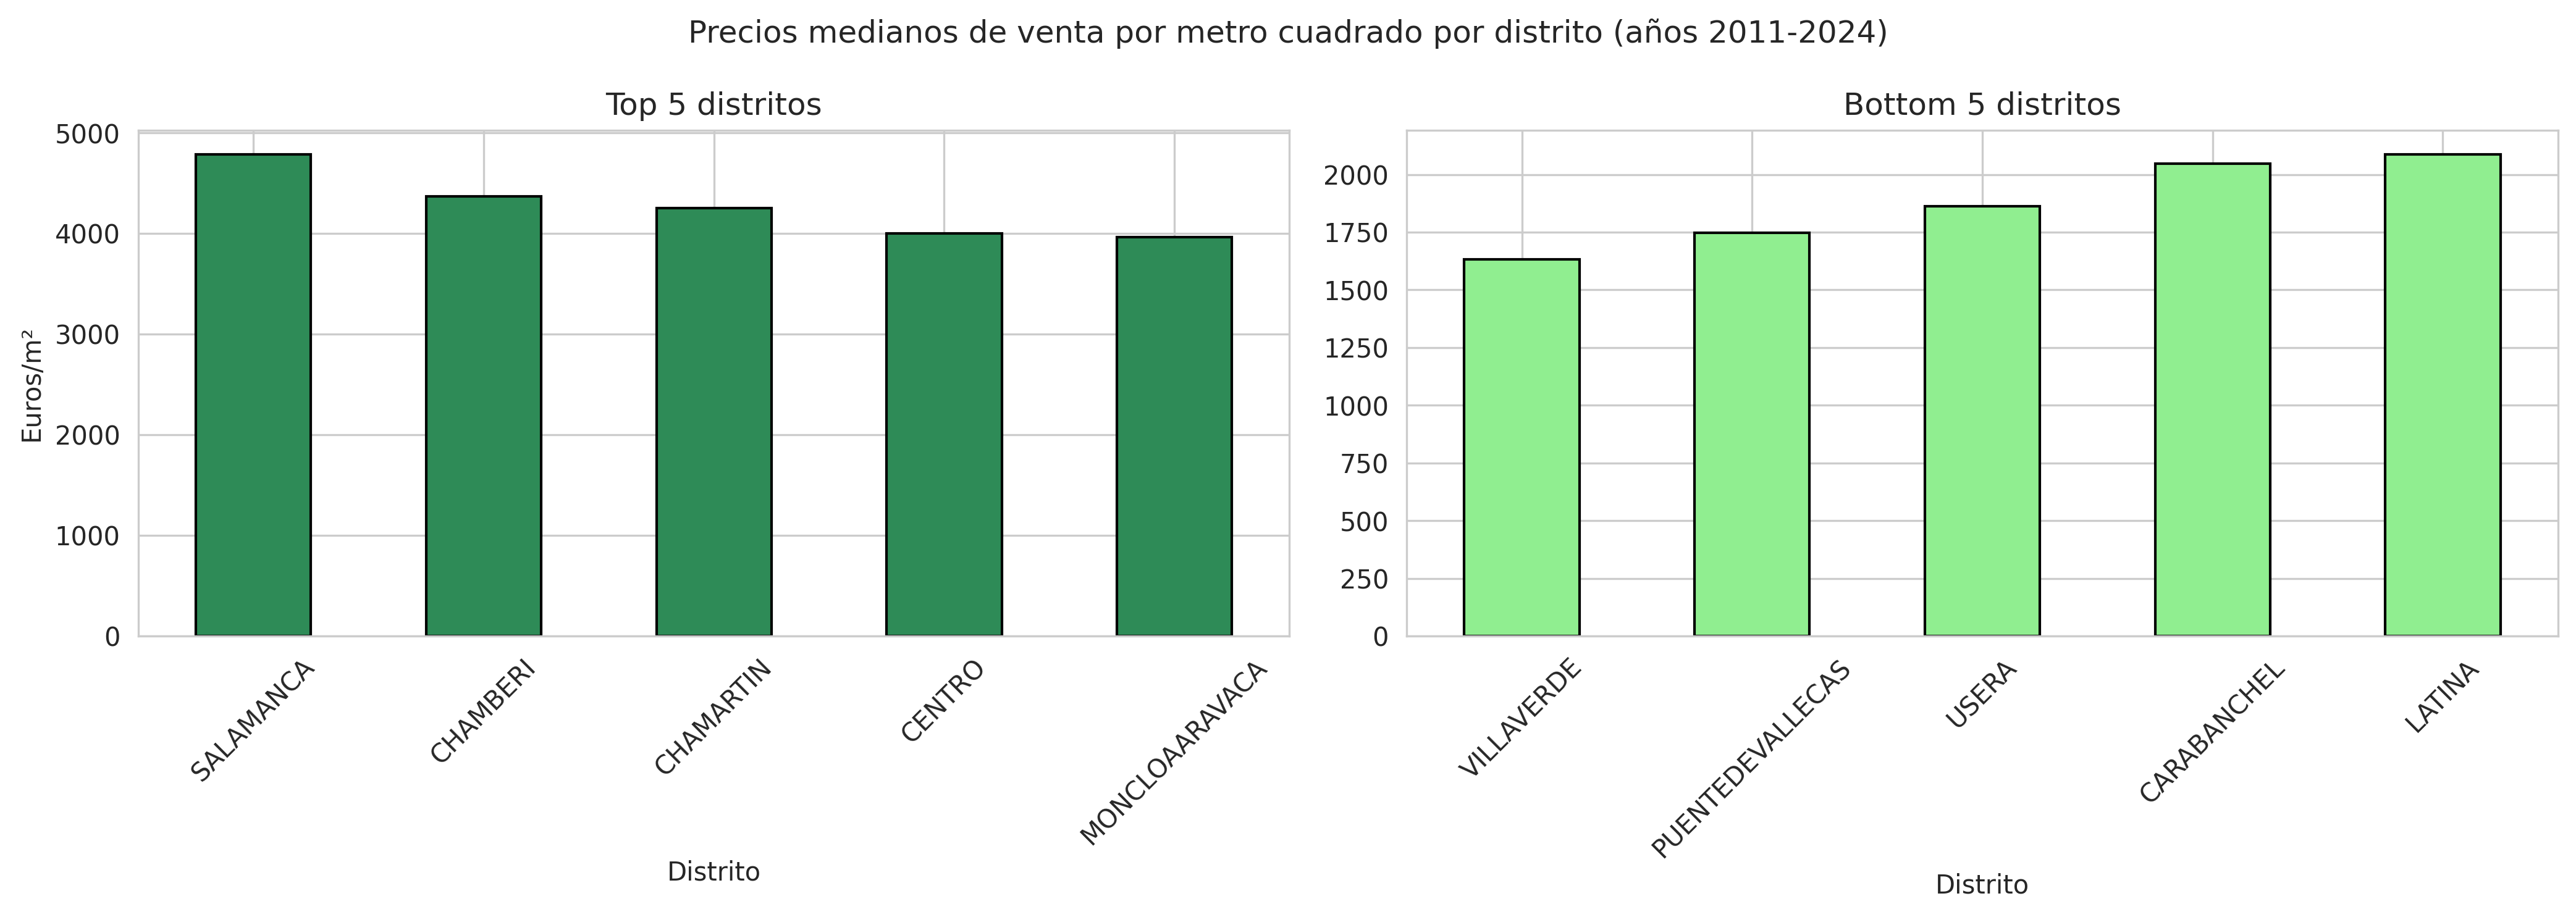 Precios medianos de venta por metro cuadrado por distrito (años 2011-2024)
Top 5 distritos
5000
4000
3000
2000
1000
0
Euros/m²
SALAMANCA
CHAMBERI
CHAMARTIN
CENTRO
MONCLOAARAVACA
Distrito
Bottom 5 distritos
2000
1750
1500
1250
1000
750
500
250
0
VILLAVERDE
PUENTEDEVALLECAS
USERA
CARABANCHEL
LATINA
Distrito